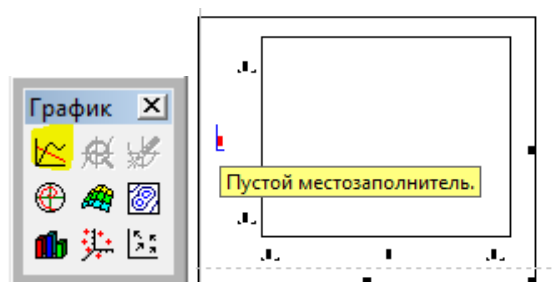 График
Пустой местозаполнитель.